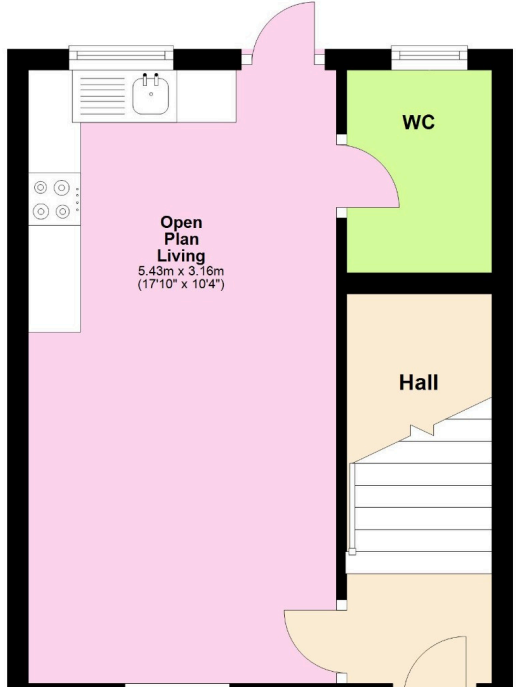 WC
Open
Plan
Living
5.43m x 3.16m
(17'10" x 10'4")
Hall